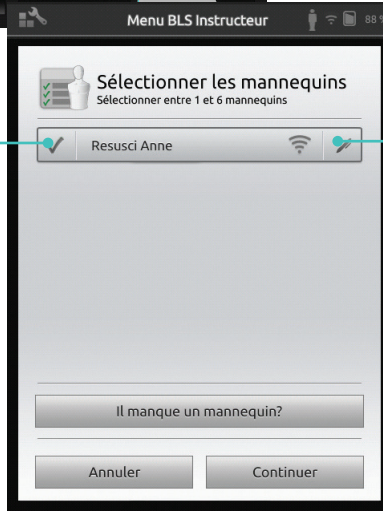 Menu BLS Instructeur 88 %
Sélectionner les mannequins
Sélectionner entre 1 et 6 mannequins
Resusci Anne
Il manque un mannequin?
Annuler Continuer